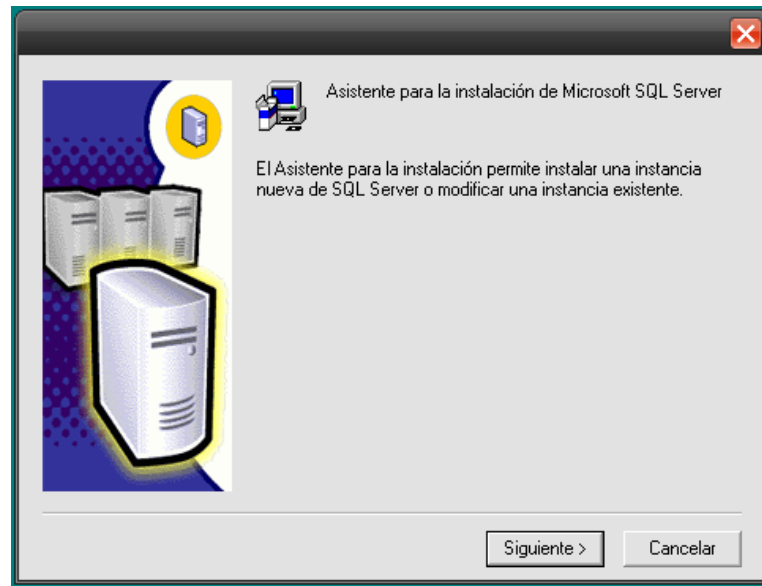 Asistente para la instalación de Microsoft SQL Server
El Asistente para la instalación permite instalar una instancia
nueva de SQL Server o modificar una instancia existente.
Siguiente >
Cancelar